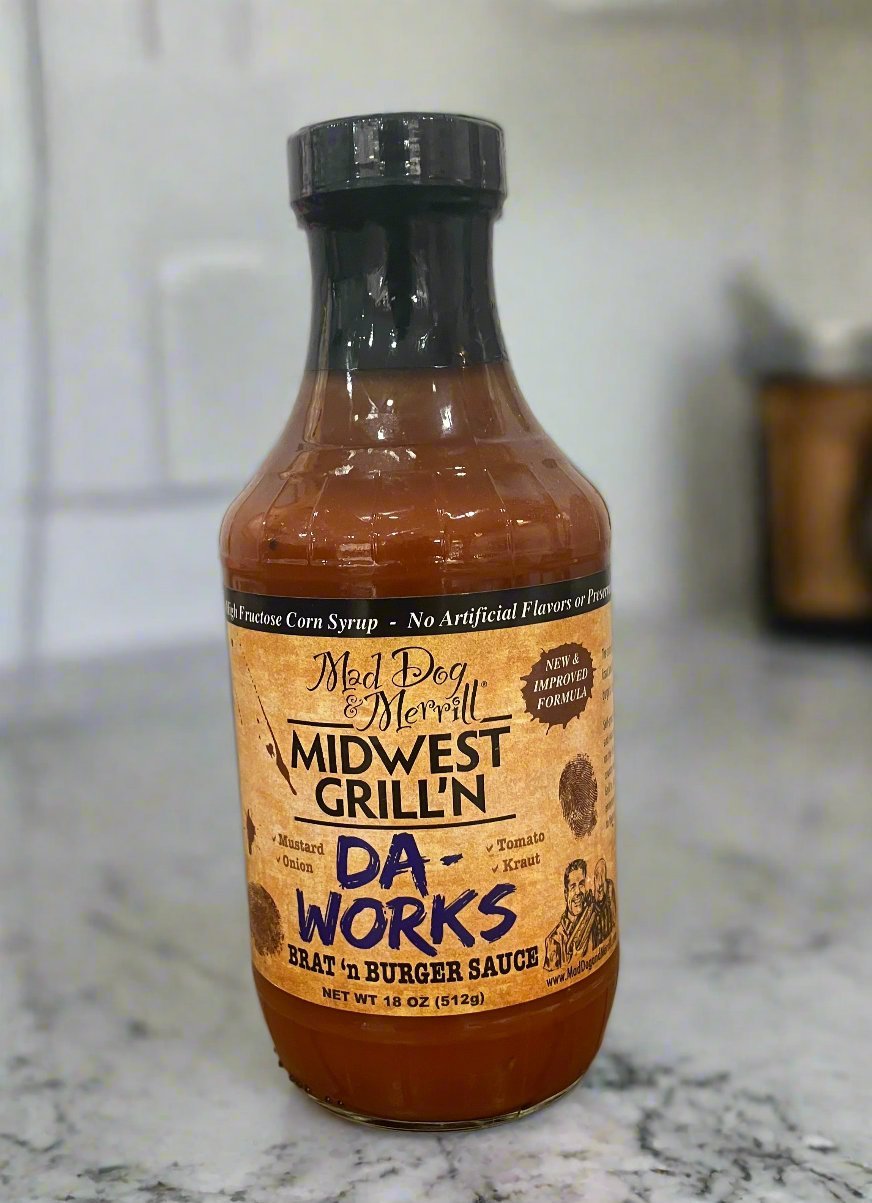 High Fructose Corn Syrup - No Artificial Flavors or
Mad Dog
& Merrill®
MIDWEST
GRILL'N
NEW &
IMPROVED
FORMULA
✓ Mustard
✓ Onion
✓ Tomato
✓ Kraut
DA-
WORKS
BRAT 'n BURGER SAUCE
NET WT 18 OZ (512g)